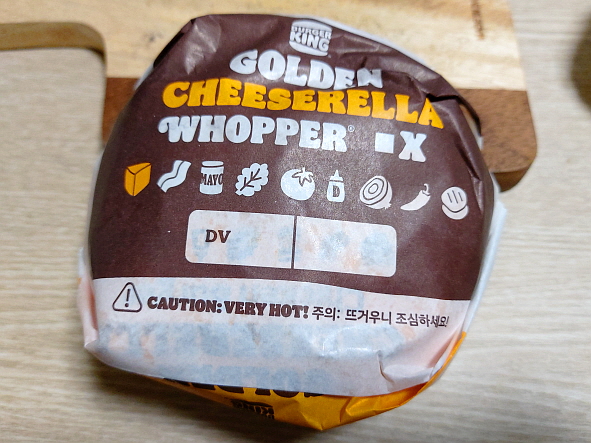 BURGER
KING
GOLDEN
CHEESERELLA
WHOPPER® ■X
MAYO D
DV
CAUTION: VERY HOT! 주의: 뜨거우니 조심하세요!